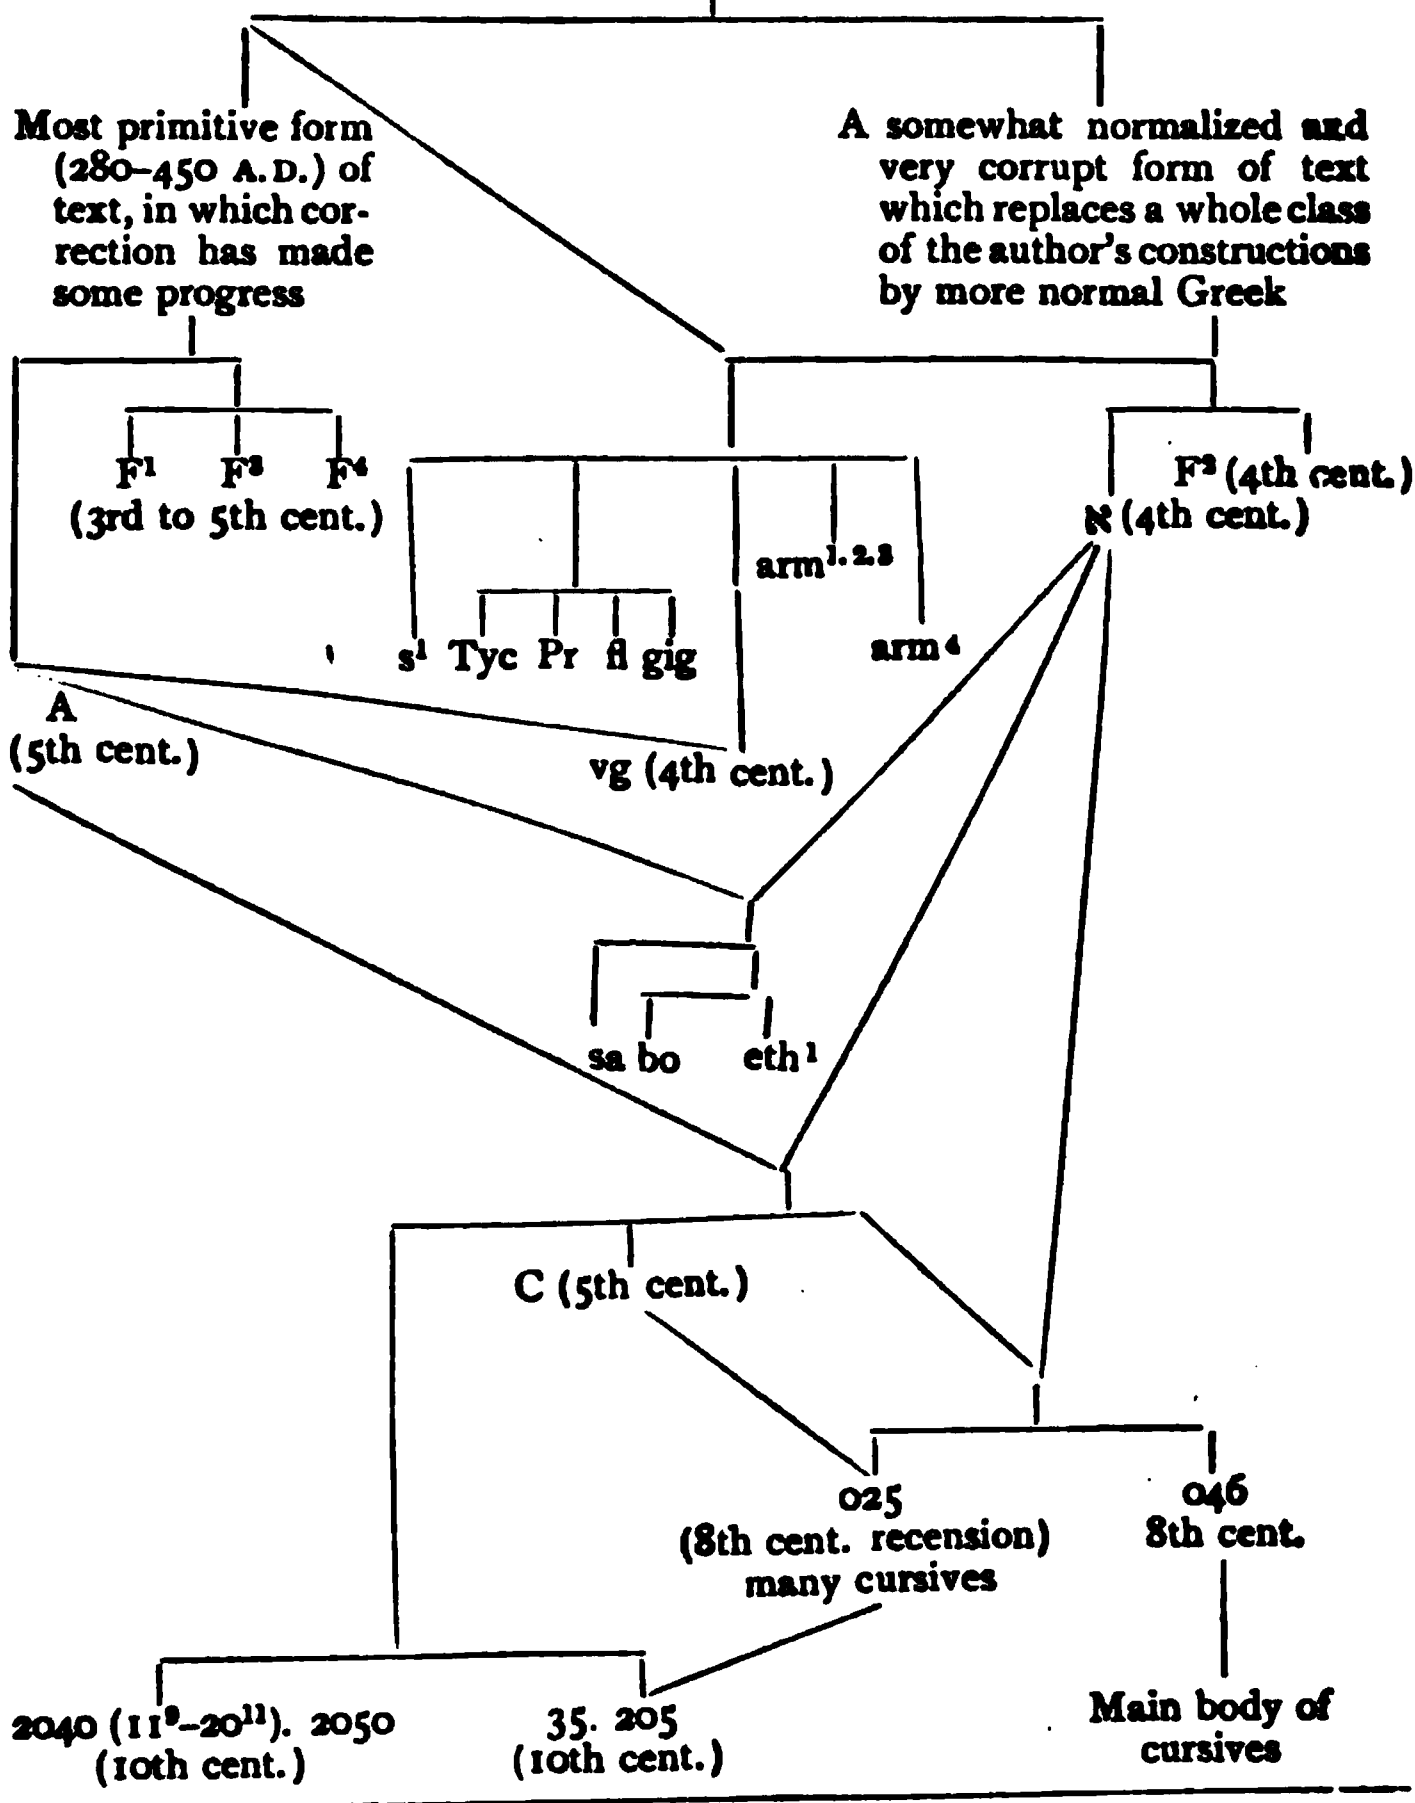 Most primitive form
(280–450 A.D.) of
text, in which cor-
rection has made
some progress
A somewhat normalized and
very corrupt form of text
which replaces a whole class
of the author's constructions
by more normal Greek
F¹ F³ F⁴
(3rd to 5th cent.)
F² (4th cent.)
א (4th cent.)
arm¹·²·³
s¹ Tyc Pr fl gig
arm⁴
A
(5th cent.)
vg (4th cent.)
sa bo eth¹
C (5th cent.)
025
(8th cent. recension)
many cursives
046
8th cent.
2040 (11⁹–20¹¹). 2050
(10th cent.)
35. 205
(10th cent.)
Main body of
cursives